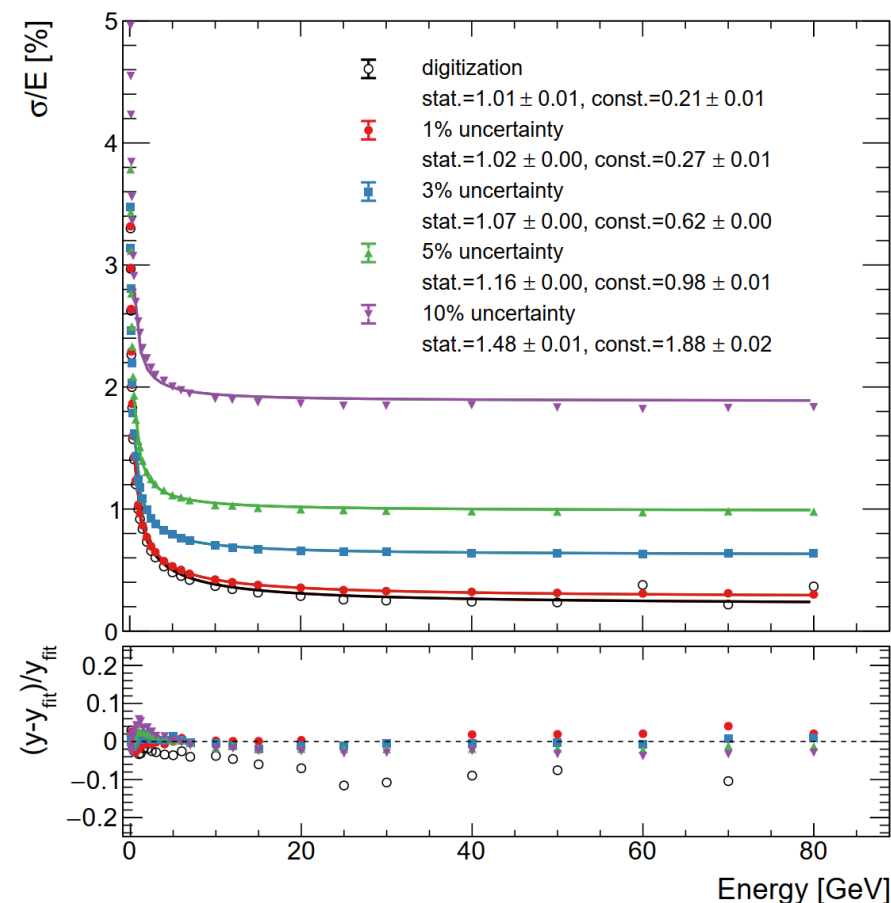 σ/E [%]
5
4
3
2
1
0
digitization
stat.=1.01 ± 0.01, const.=0.21 ± 0.01
1% uncertainty
stat.=1.02 ± 0.00, const.=0.27 ± 0.01
3% uncertainty
stat.=1.07 ± 0.00, const.=0.62 ± 0.00
5% uncertainty
stat.=1.16 ± 0.00, const.=0.98 ± 0.01
10% uncertainty
stat.=1.48 ± 0.01, const.=1.88 ± 0.02
(y-y_fit)/y_fit
0.2
0.1
0
−0.1
−0.2
0 20 40 60 80
Energy [GeV]